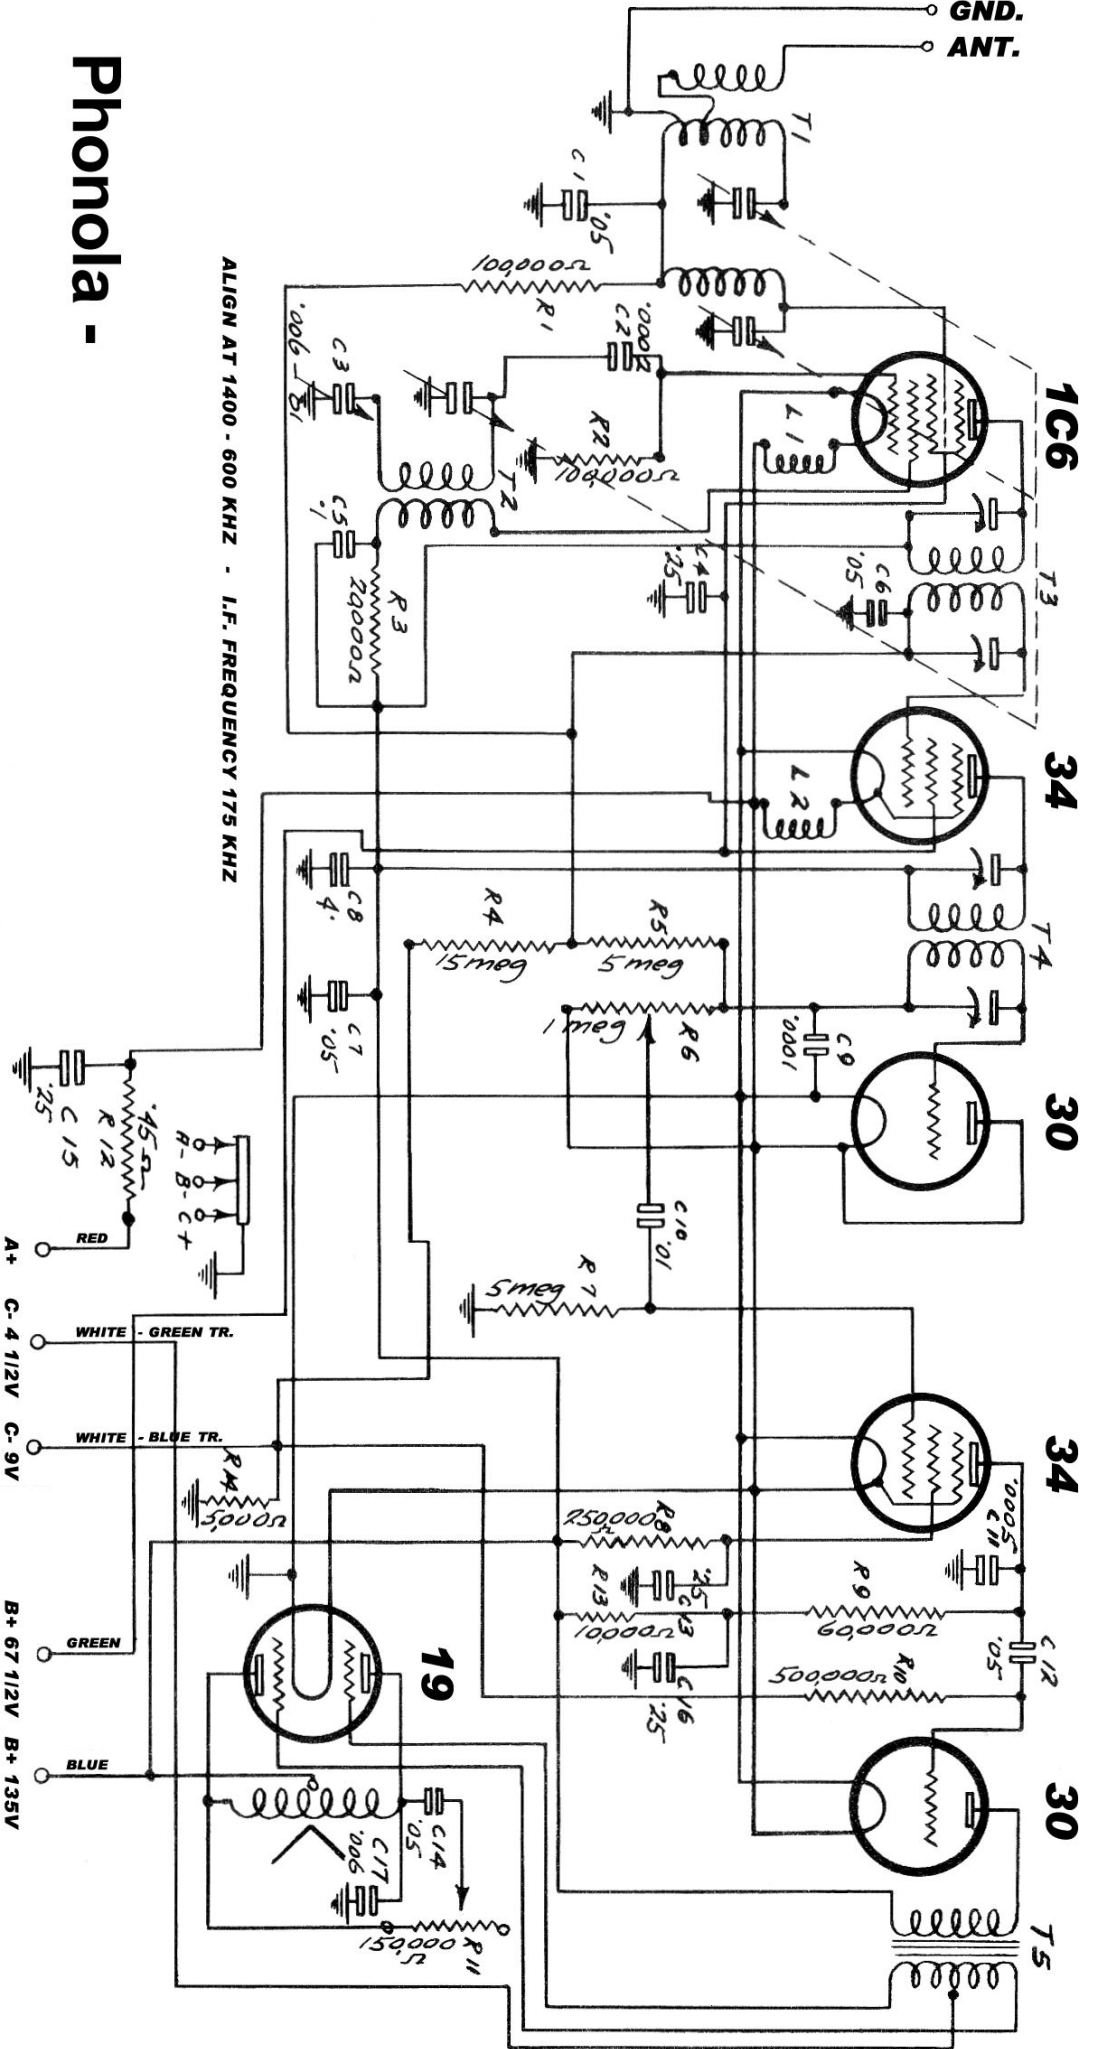 GND.
ANT.
T1
C1
'05
100,000Ω
R1
1C6
'0002
C2
C3
'006 - '01
L1
R2
100,000Ω
T2
C5
'1
R3
20,000Ω
C4
'25
C6
'05
T3
34
L2
C8
4·
R4
15 meg
R5
5 meg
T4
C7
'05
R6
1 meg
C9
'0001
30
C10
'01
R7
5 meg
34
'0005
C11
R8
250,000
Ω
'25
C13
R13
10,000Ω
R9
60,000Ω
C12
'05
R10
500,000Ω
C16
'25
30
T5
19
C14
'05
C17
'006
R11
150,000
Ω
R14
5,000Ω
'45Ω
R12
C15
'25
A-
B-
C+
RED
WHITE - GREEN TR.
WHITE - BLUE TR.
GREEN
BLUE
A+ C- 4 1/2V C- 9V B+ 67 1/2V B+ 135V
ALIGN AT 1400 - 600 KHZ - I.F. FREQUENCY 175 KHZ
Phonola -